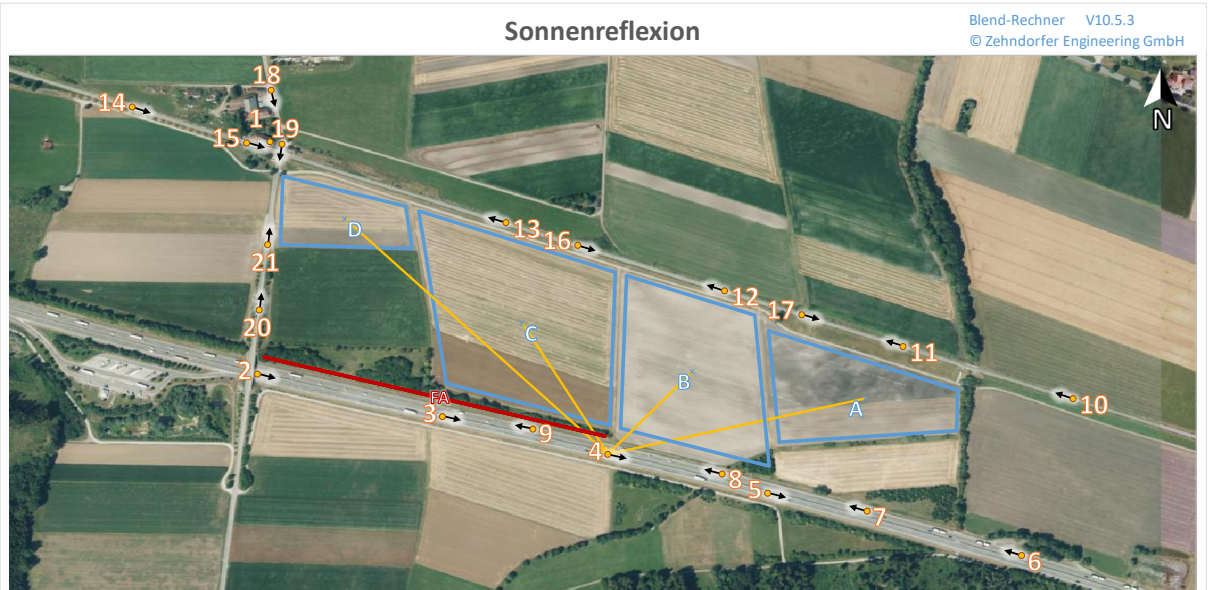 Sonnenreflexion
Blend-Rechner V10.5.3
© Zehndorfer Engineering GmbH
18
14
1
15
19
N
13
16
D
21
12
17
20
C
11
2
B
10
FA
A
3
9
4
8
5
7
6